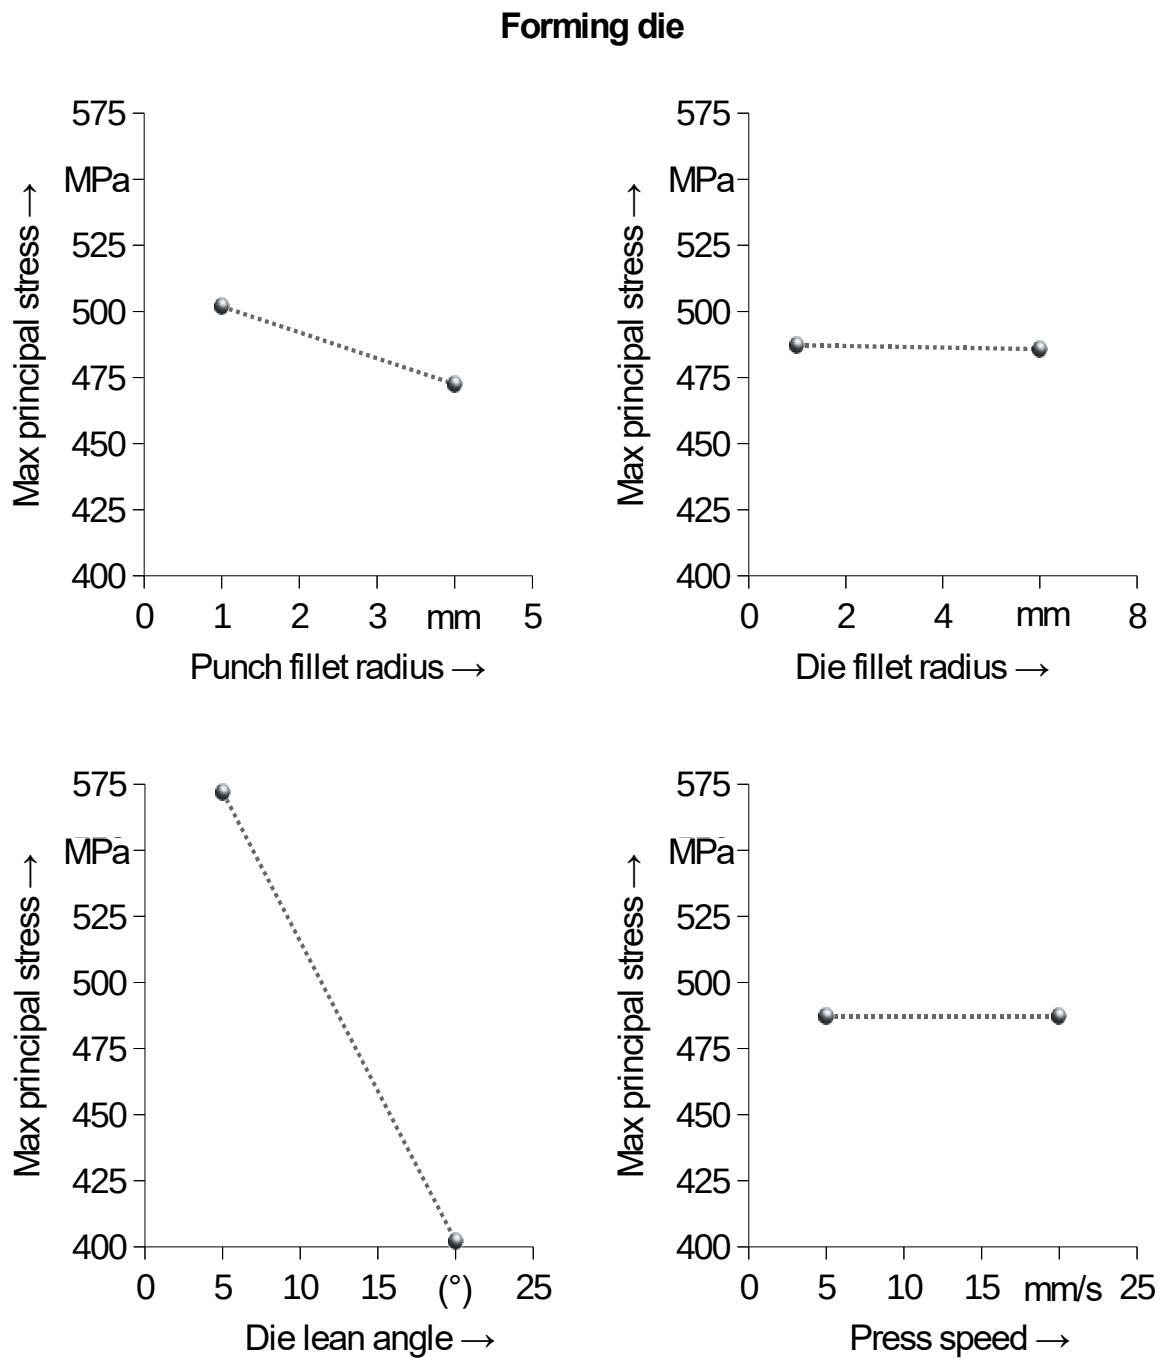 Forming die
575
MPa
525
500
475
450
425
400
Max principal stress →
0 1 2 3 mm 5
Punch fillet radius →
575
MPa
525
500
475
450
425
400
Max principal stress →
0 2 4 mm 8
Die fillet radius →
575
MPa
525
500
475
450
425
400
Max principal stress →
0 5 10 15 (°) 25
Die lean angle →
575
MPa
525
500
475
450
425
400
Max principal stress →
0 5 10 15 mm/s 25
Press speed →